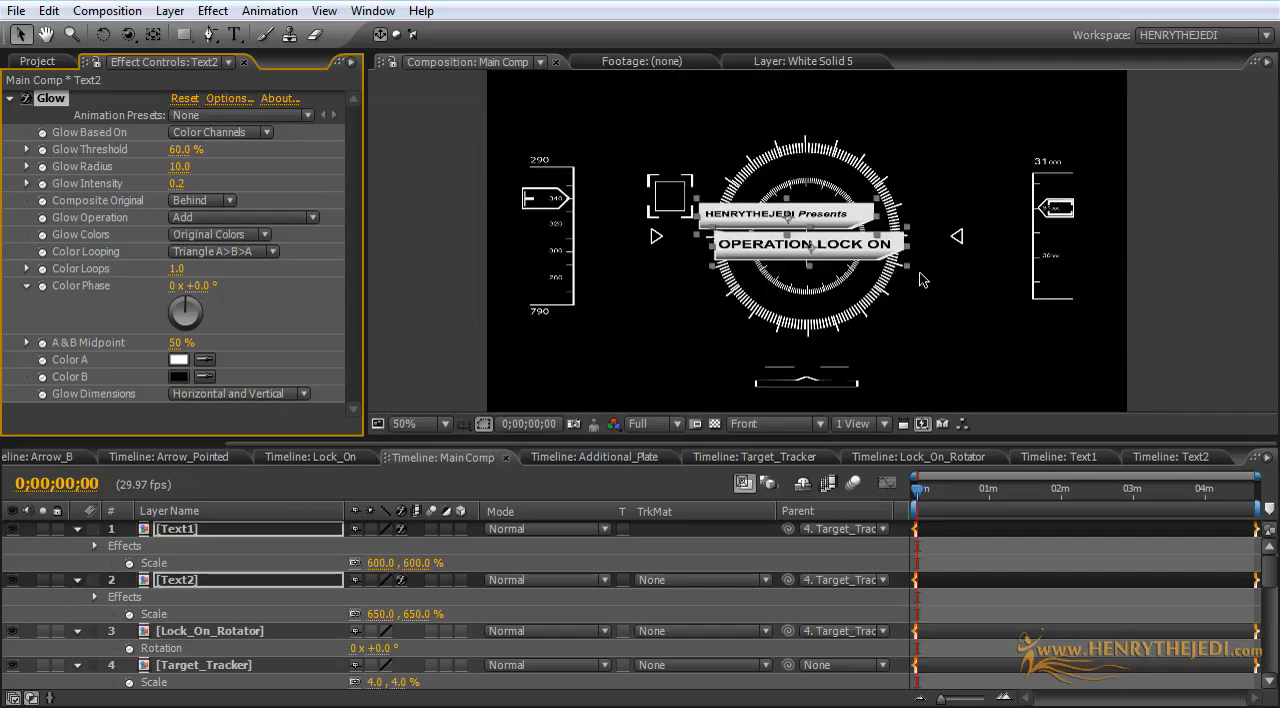 File Edit Composition Layer Effect Animation View Window Help
Workspace: HENRYTHEJEDI
Project Effect Controls: Text2
Composition: Main Comp Footage: (none) Layer: White Solid 5
Main Comp * Text2
Glow Reset Options... About...
Animation Presets: None
Glow Based On Color Channels
Glow Threshold 60.0 %
Glow Radius 10.0
Glow Intensity 0.2
Composite Original Behind
Glow Operation Add
Glow Colors Original Colors
Color Looping Triangle A>B>A
Color Loops 1.0
Color Phase 0 x +0.0 °
A & B Midpoint 50 %
Color A
Color B
Glow Dimensions Horizontal and Vertical
290
340
320
300
260
790
HENRYTHEJEDI Presents
OPERATION LOCK ON
31000
50% 0;00;00;00 Full Front 1 View
Arrow_B Timeline: Arrow_Pointed Timeline: Lock_On Timeline: Main Comp Timeline: Additional_Plate Timeline: Target_Tracker Timeline: Lock_On_Rotator Timeline: Text1 Timeline: Text2
0;00;00;00 (29.97 fps)
01m 02m 03m 04m
# Layer Name Mode T TrkMat Parent
1 [Text1] Normal 4. Target_Trac
Effects
Scale 600.0 , 600.0 %
2 [Text2] Normal None 4. Target_Trac
Effects
Scale 650.0 , 650.0 %
3 [Lock_On_Rotator] Normal None 4. Target_Trac
Rotation 0 x +0.0 °
4 [Target_Tracker] Normal None None
Scale 4.0 , 4.0 %
www.HENRYTHEJEDI.com